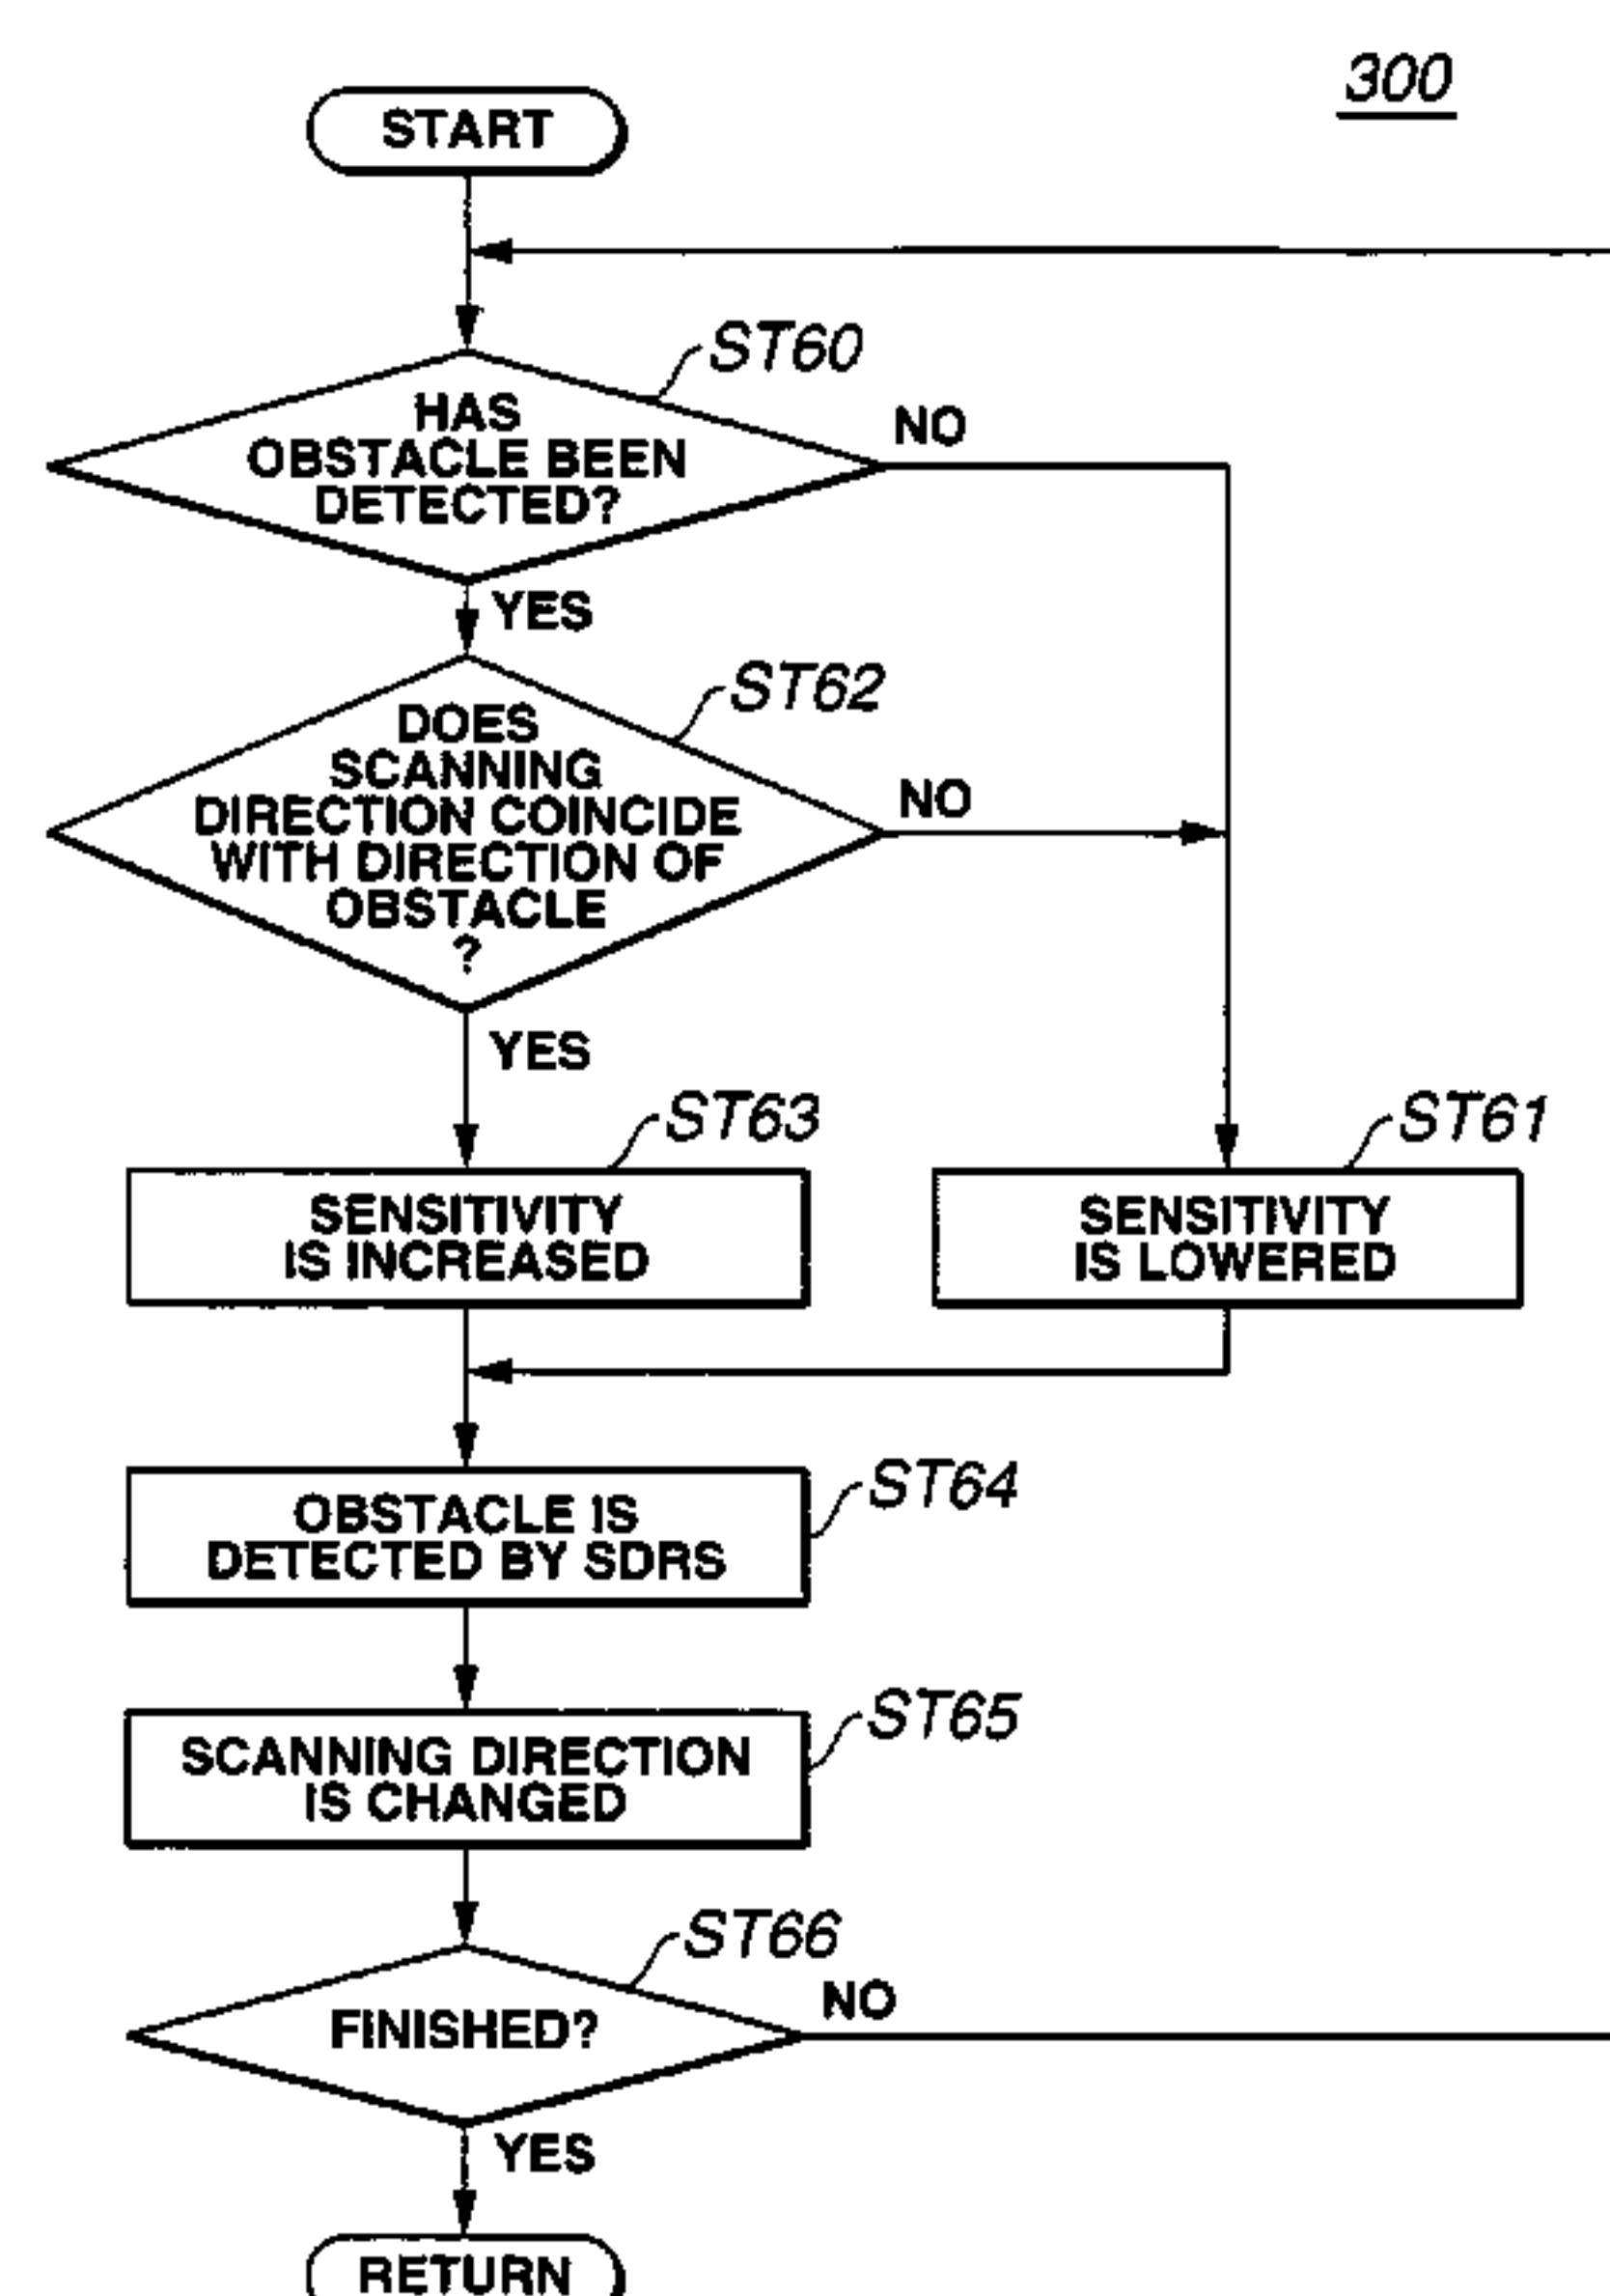 300
START
ST60
HAS
OBSTACLE BEEN
DETECTED?
NO
YES
ST62
DOES
SCANNING
DIRECTION COINCIDE
WITH DIRECTION OF
OBSTACLE
?
NO
YES
ST63
SENSITIVITY
IS INCREASED
ST61
SENSITIVITY
IS LOWERED
ST64
OBSTACLE IS
DETECTED BY SDRS
ST65
SCANNING DIRECTION
IS CHANGED
ST66
FINISHED?
NO
YES
RETURN